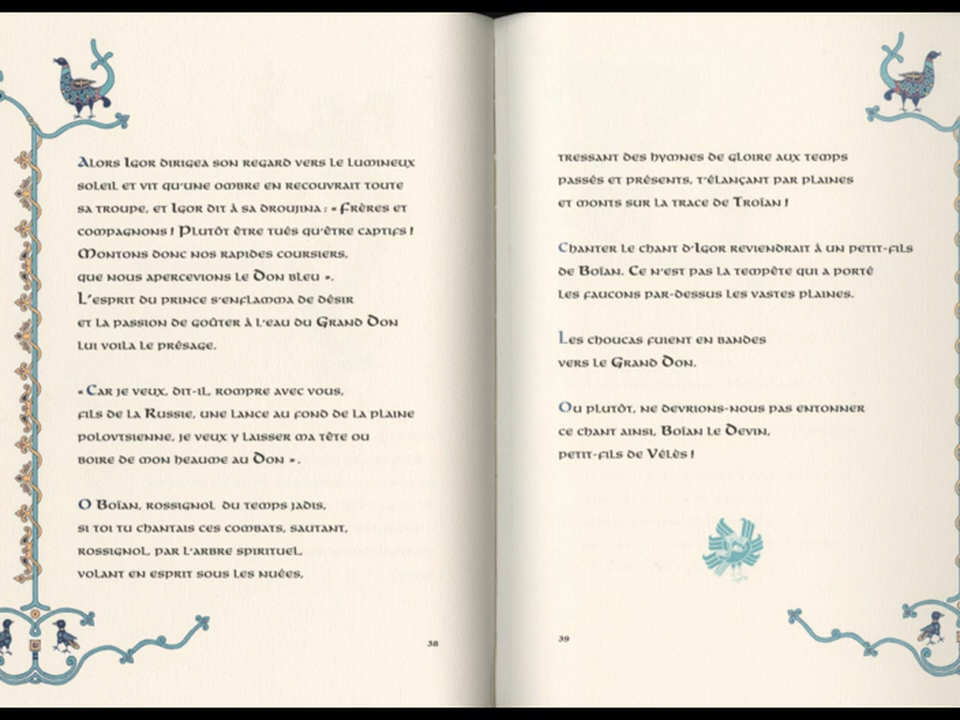 Alors Igor dirigea son regard vers le lumineux
soleil et vit qu'une ombre en recouvrait toute
sa troupe, et Igor dit à sa droujina : « Frères et
compagnons ! Plutôt être tués qu'être captifs !
Montons donc nos rapides coursiers,
que nous apercevions le Don bleu ».
L'esprit du prince s'enflamma de désir
et la passion de goûter à l'eau du Grand Don
lui voila le présage.
« Car je veux, dit-il, rompre avec vous,
fils de la Russie, une lance au fond de la plaine
polovtsienne, je veux y laisser ma tête ou
boire de mon heaume au Don ».
O Boïan, rossignol du temps jadis,
si toi tu chantais ces combats, sautant,
rossignol, par l'arbre spirituel,
volant en esprit sous les nuées,
38
tressant des hymnes de gloire aux temps
passés et présents, t'élançant par plaines
et monts sur la trace de Troïan !
Chanter le chant d'Igor reviendrait à un petit-fils
de Boïan. Ce n'est pas la tempête qui a porté
les faucons par-dessus les vastes plaines.
Les choucas fuient en bandes
vers le Grand Don.
Ou plutôt, ne devrions-nous pas entonner
ce chant ainsi, Boïan le Devin,
petit-fils de Vélès !
39